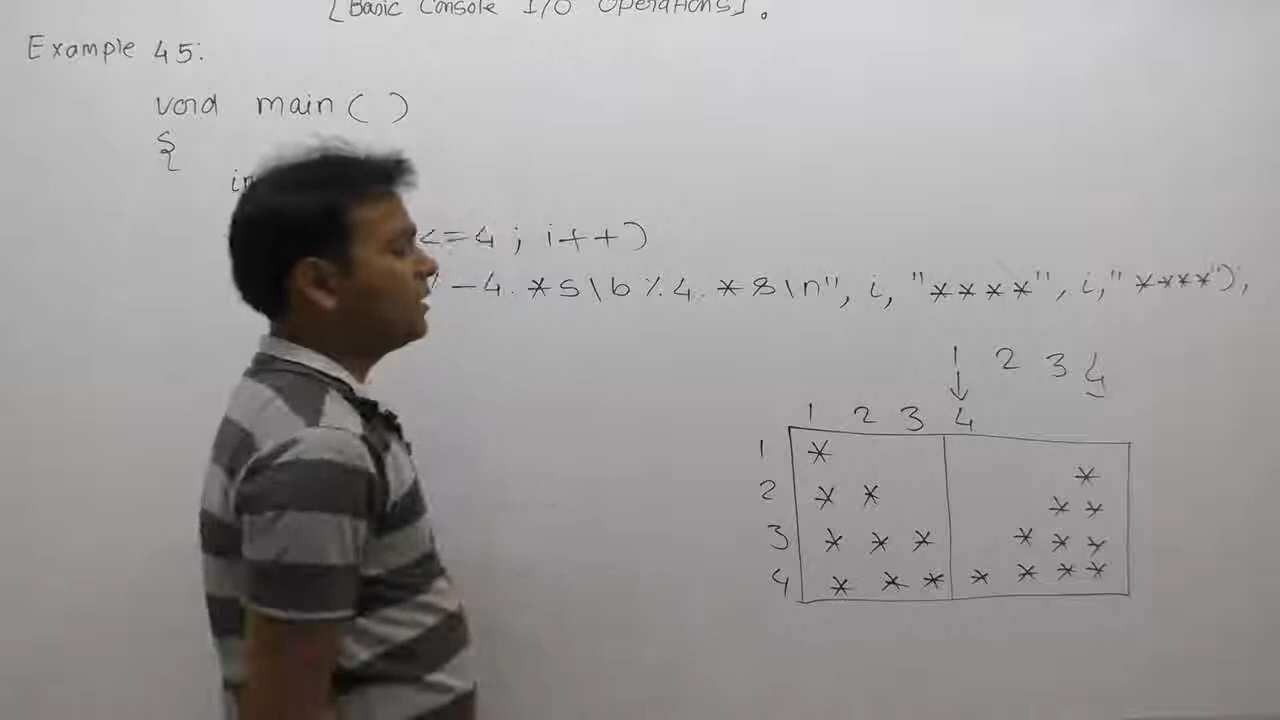 [Basic Console I/O Operations].
Example 45:
void main( )
{
<=4 ; i++)
-4.*s\b%4.*s\n", i, "****", i,"****");
1 2 3 4
1 2 3 4
1 *
*
2 * *
* *
3 * * *
* * *
4 * * *
* * * *